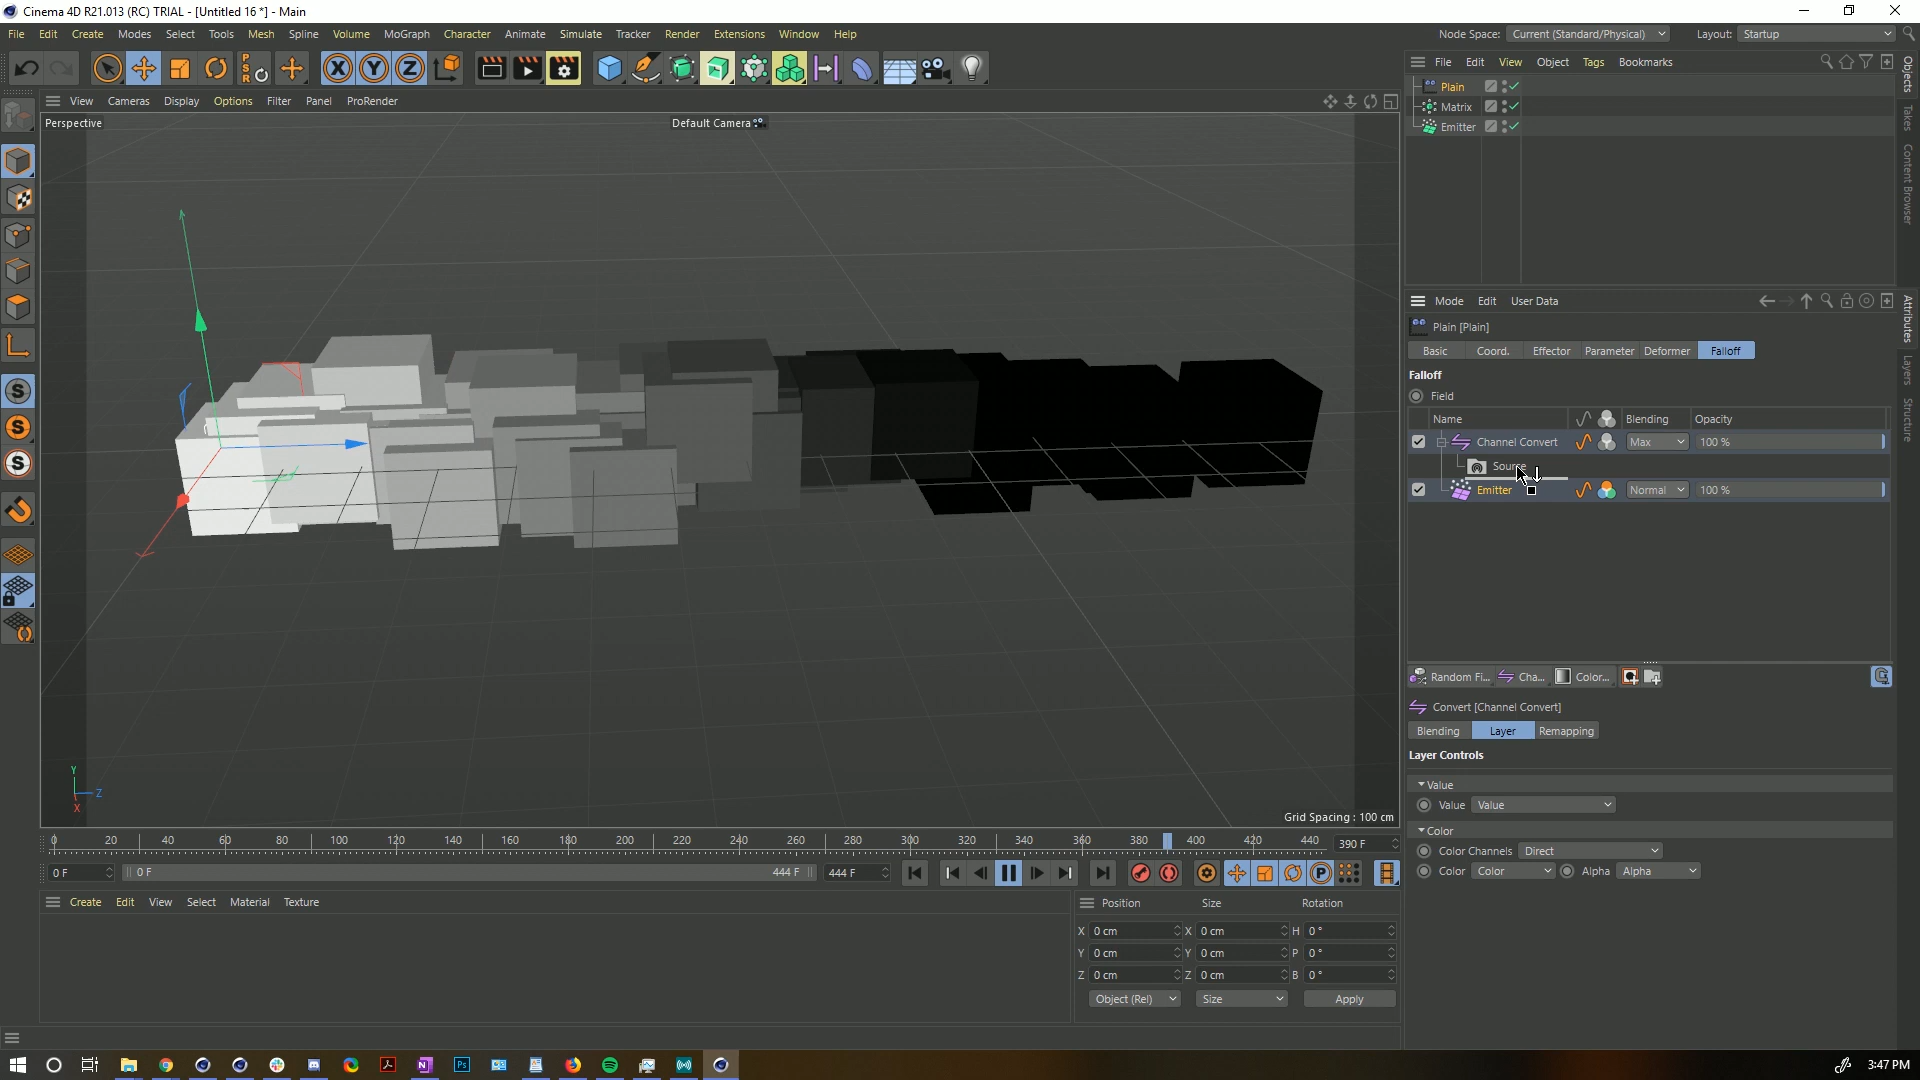 Cinema 4D R21.013 (RC) TRIAL - [Untitled 16 *] - Main
File Edit Create Modes Select Tools Mesh Spline Volume MoGraph Character Animate Simulate Tracker Render Extensions Window Help
Node Space: Current (Standard/Physical) Layout: Startup
View Cameras Display Options Filter Panel ProRender
Perspective
Default Camera
File Edit View Object Tags Bookmarks
Plain
Matrix
Emitter
Objects
Takes
Content Browser
Attributes
Layers
Structure
Mode Edit User Data
Plain [Plain]
Basic Coord. Effector Parameter Deformer Falloff
Falloff
Field
Name Blending Opacity
Channel Convert Max 100 %
Source
Emitter Normal 100 %
Random Fi... Cha... Color...
Convert [Channel Convert]
Blending Layer Remapping
Layer Controls
Value
Value Value
Color
Color Channels Direct
Color Color Alpha Alpha
Y
Z
X
Grid Spacing : 100 cm
0 20 40 60 80 100 120 140 160 180 200 220 240 260 280 300 320 340 360 380 400 420 440 390 F
0 F 0 F 444 F 444 F
Create Edit View Select Material Texture
Position Size Rotation
X 0 cm X 0 cm H 0 °
Y 0 cm Y 0 cm P 0 °
Z 0 cm Z 0 cm B 0 °
Object (Rel) Size Apply
3:47 PM